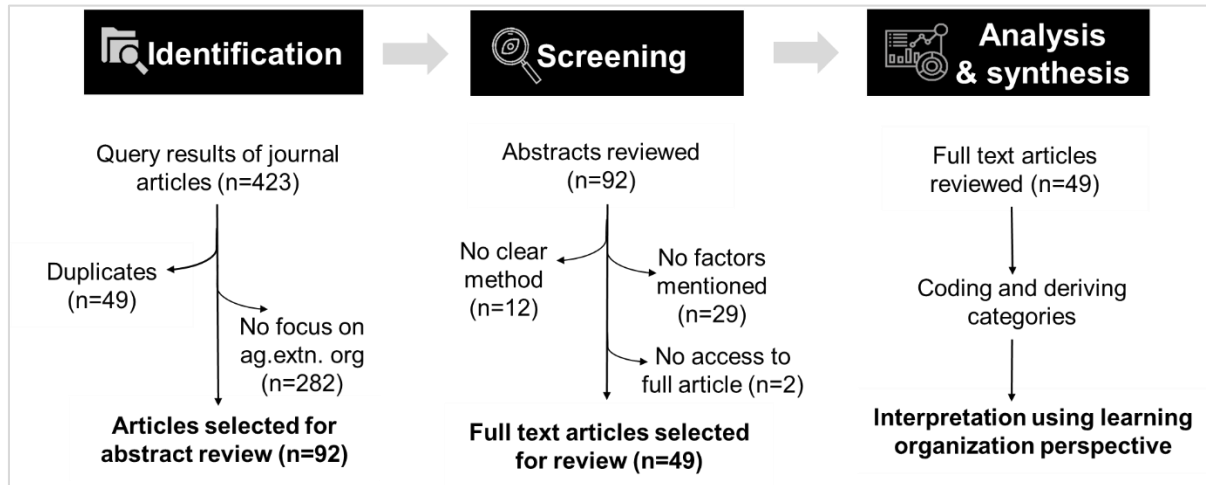 Identification
Query results of journal
articles (n=423)
Duplicates
(n=49)
No focus on
ag.extn. org
(n=282)
Articles selected for
abstract review (n=92)
Screening
Abstracts reviewed
(n=92)
No clear
method
(n=12)
No factors
mentioned
(n=29)
No access to
full article (n=2)
Full text articles selected
for review (n=49)
Analysis
& synthesis
Full text articles
reviewed (n=49)
Coding and deriving
categories
Interpretation using learning
organization perspective